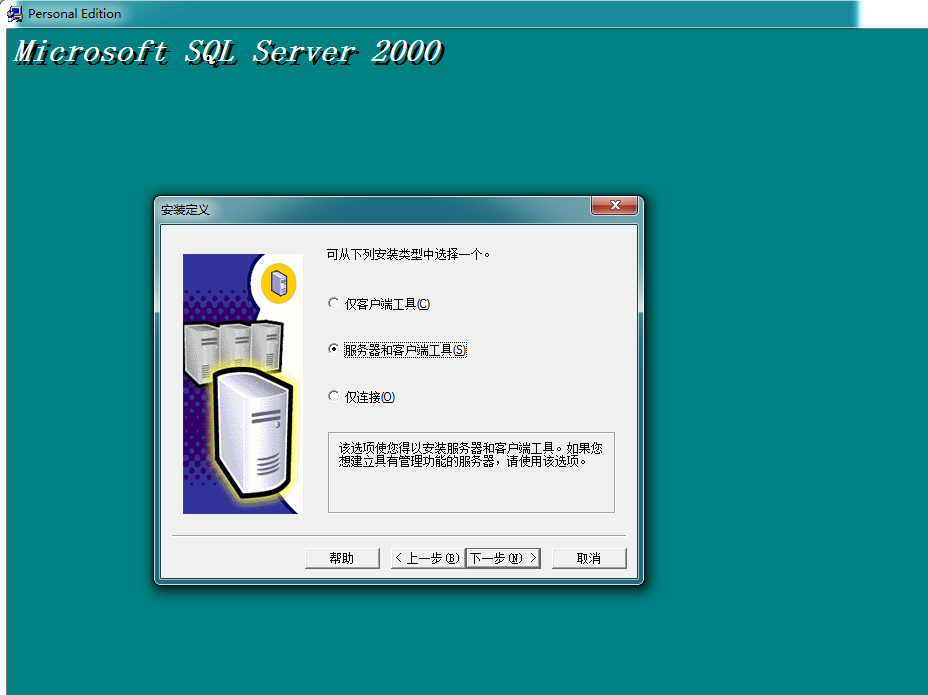 Personal Edition
Microsoft SQL Server 2000
安装定义
可从下列安装类型中选择一个。
仅客户端工具(C)
服务器和客户端工具(S)
仅连接(O)
该选项使您得以安装服务器和客户端工具。如果您
想建立具有管理功能的服务器，请使用该选项。
帮助
< 上一步(B)
下一步(N) >
取消